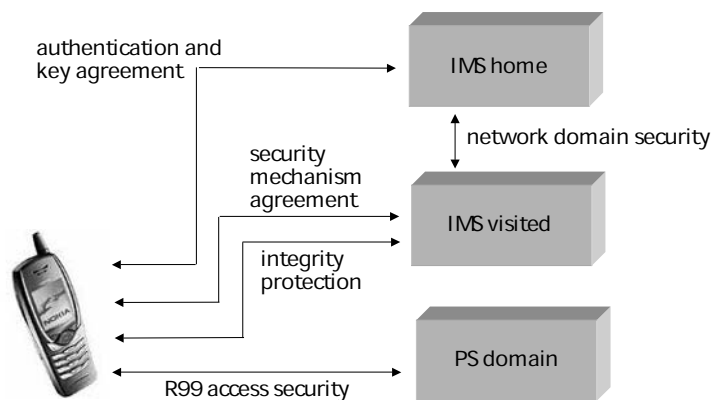 authentication and
key agreement
IMS home
network domain security
security
mechanism
agreement
IMS visited
integrity
protection
NOKIA
PS domain
R99 access security